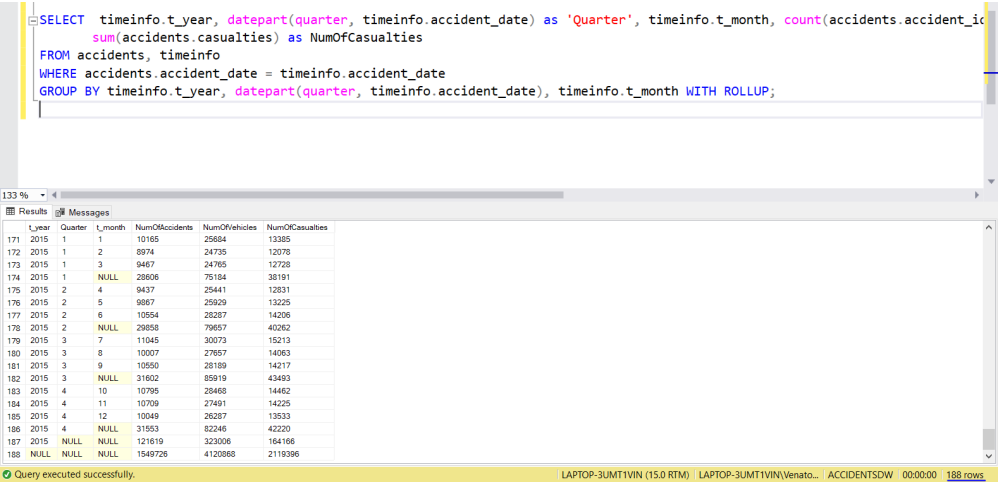 SELECT timeinfo.t_year, datepart(quarter, timeinfo.accident_date) as 'Quarter', timeinfo.t_month, count(accidents.accident_id
sum(accidents.casualties) as NumOfCasualties
FROM accidents, timeinfo
WHERE accidents.accident_date = timeinfo.accident_date
GROUP BY timeinfo.t_year, datepart(quarter, timeinfo.accident_date), timeinfo.t_month WITH ROLLUP;
133 %
Results Messages
t_year Quarter t_month NumOfAccidents NumOfVehicles NumOfCasualties
171 2015 1 1 10165 25684 13385
172 2015 1 2 8974 24735 12078
173 2015 1 3 9467 24765 12728
174 2015 1 NULL 28606 75184 38191
175 2015 2 4 9437 25441 12831
176 2015 2 5 9867 25929 13225
177 2015 2 6 10554 28287 14206
178 2015 2 NULL 29858 79657 40262
179 2015 3 7 11045 30073 15213
180 2015 3 8 10007 27657 14063
181 2015 3 9 10550 28189 14217
182 2015 3 NULL 31602 85919 43493
183 2015 4 10 10795 28468 14462
184 2015 4 11 10709 27491 14225
185 2015 4 12 10049 26287 13533
186 2015 4 NULL 31553 82246 42220
187 2015 NULL NULL 121619 323006 164166
188 NULL NULL NULL 1549726 4120868 2119396
Query executed successfully. LAPTOP-3UMT1VIN (15.0 RTM) LAPTOP-3UMT1VIN\Venato... ACCIDENTSDW 00:00:00 188 rows